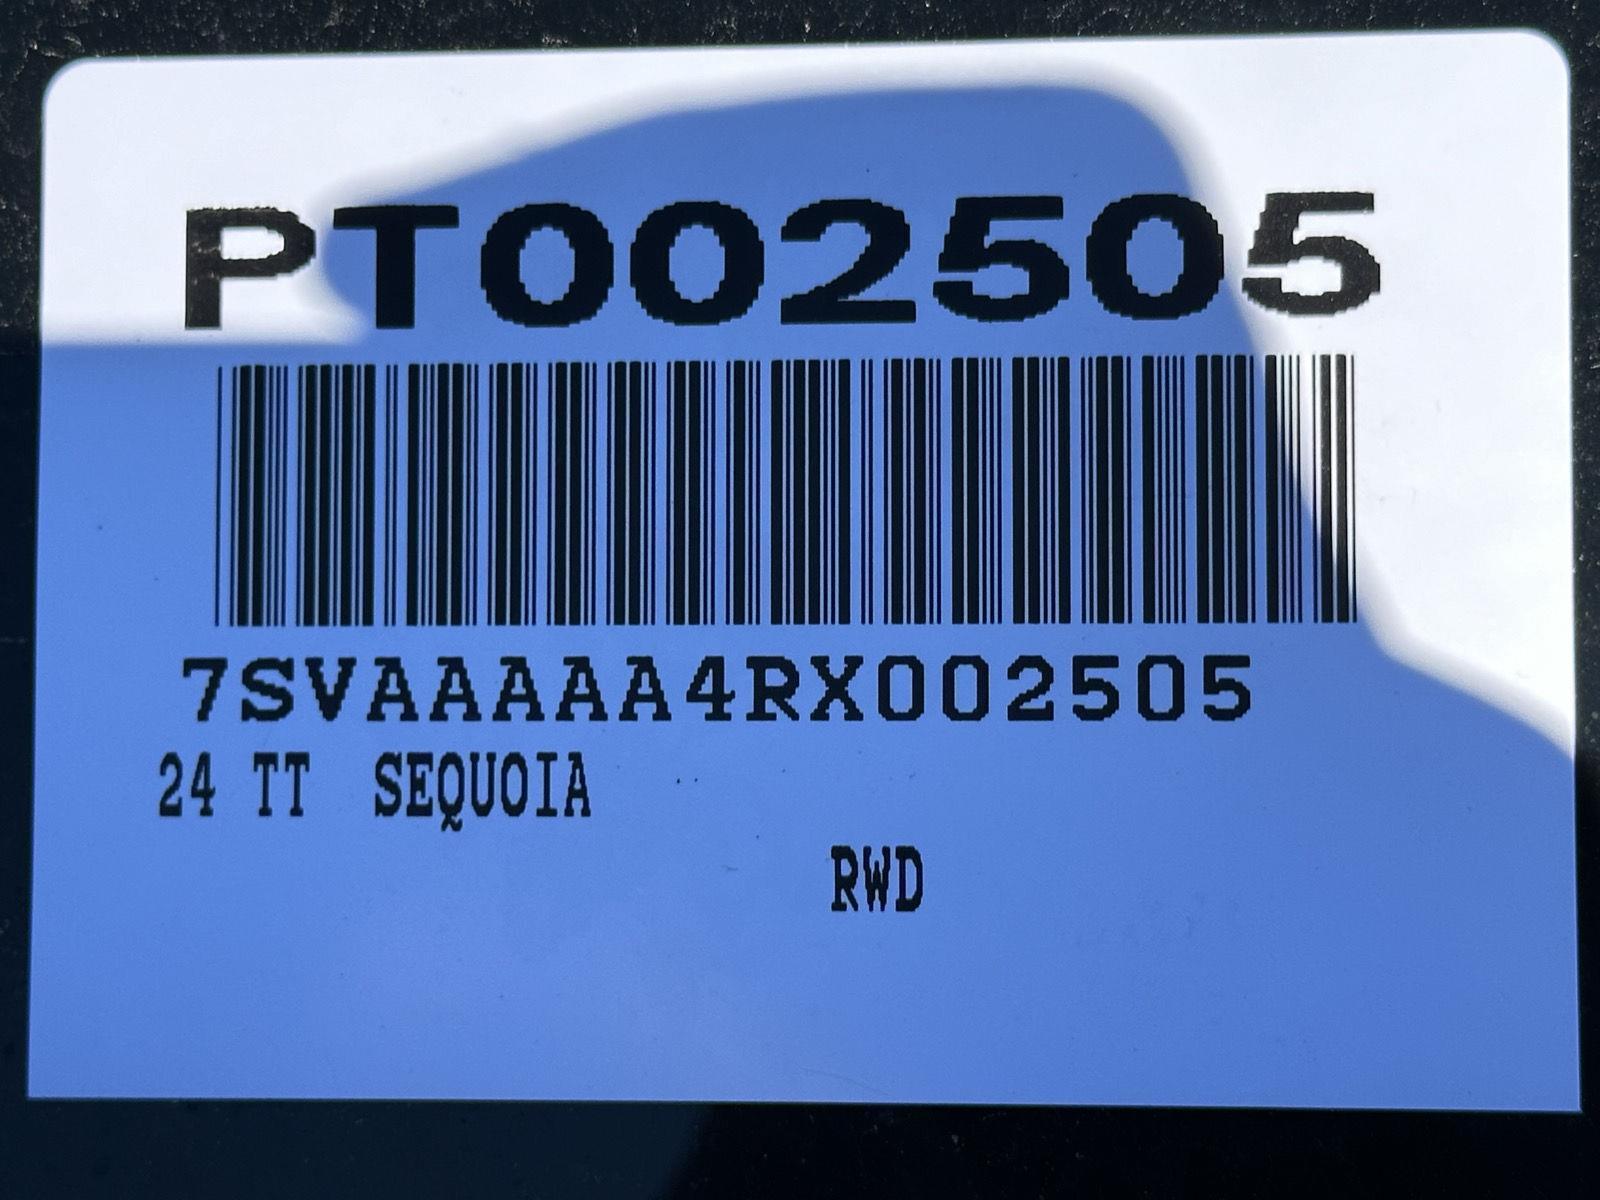 PT002505
7SVAAAAA4RX002505
24 TT SEQUOIA
RWD